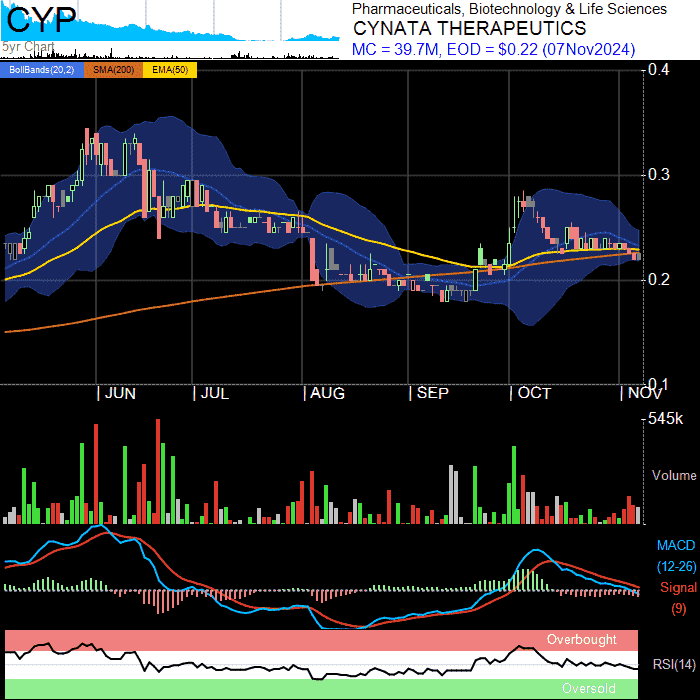 CYP
5yr Chart
Pharmaceuticals, Biotechnology & Life Sciences
CYNATA THERAPEUTICS
MC = 39.7M, EOD = $0.22 (07Nov2024)
BollBands(20,2) SMA(200) EMA(50)
0.4
0.3
0.2
0.1
JUN JUL AUG SEP OCT NOV
545k
Volume
MACD
(12-26)
Signal
(9)
Overbought
RSI(14)
Oversold